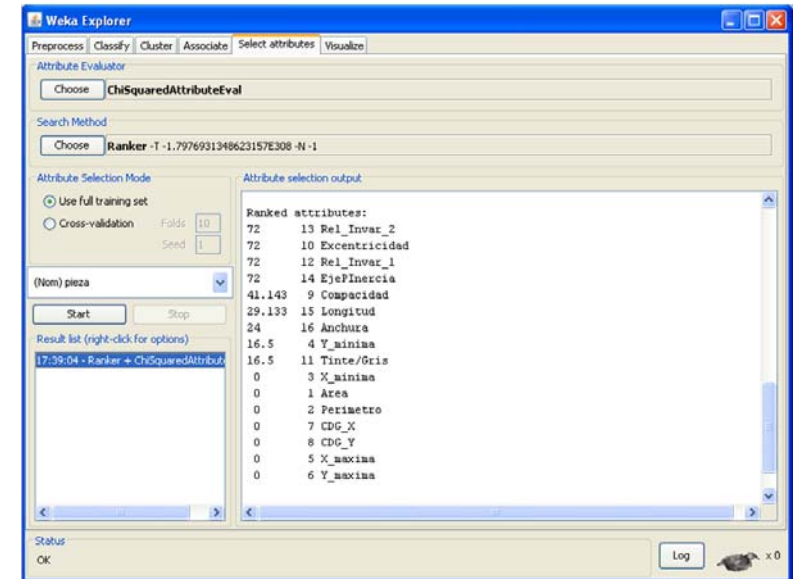 Weka Explorer
Preprocess Classify Cluster Associate Select attributes Visualize
Attribute Evaluator
Choose ChiSquaredAttributeEval
Search Method
Choose Ranker -T -1.7976931348623157E308 -N -1
Attribute Selection Mode
Use full training set
Cross-validation Folds 10
Seed 1
(Nom) pieza
Start Stop
Result list (right-click for options)
17:39:04 - Ranker + ChiSquaredAttribut
Attribute selection output
Ranked attributes:
72 13 Rel_Invar_2
72 10 Excentricidad
72 12 Rel_Invar_1
72 14 EjePInercia
41.143 9 Compacidad
29.133 15 Longitud
24 16 Anchura
16.5 4 Y_minima
16.5 11 Tinte/Gris
0 3 X_minima
0 1 Area
0 2 Perimetro
0 7 CDG_X
0 8 CDG_Y
0 5 X_maxima
0 6 Y_maxima
Status
OK
Log x 0